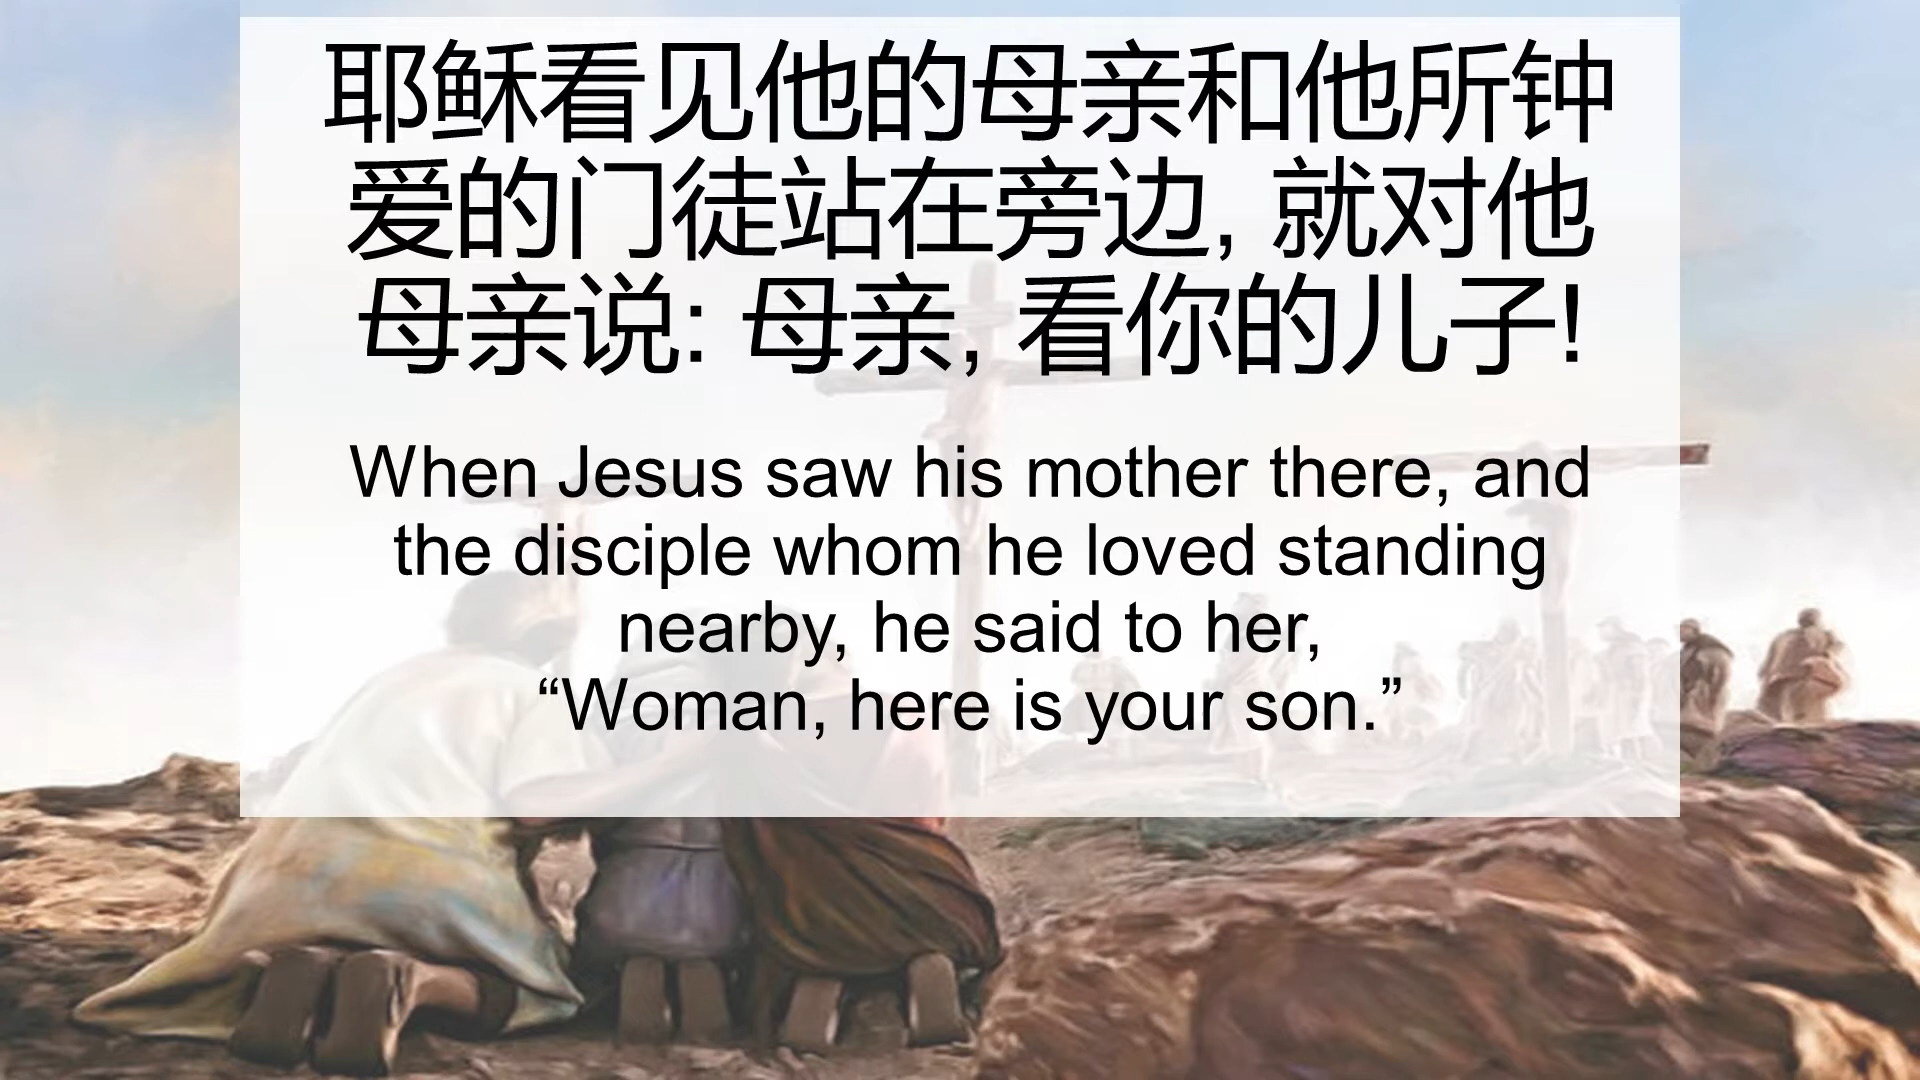 耶稣看见他的母亲和他所钟
爱的门徒站在旁边, 就对他
母亲说: 母亲, 看你的儿子!
When Jesus saw his mother there, and
the disciple whom he loved standing
nearby, he said to her,
“Woman, here is your son.”